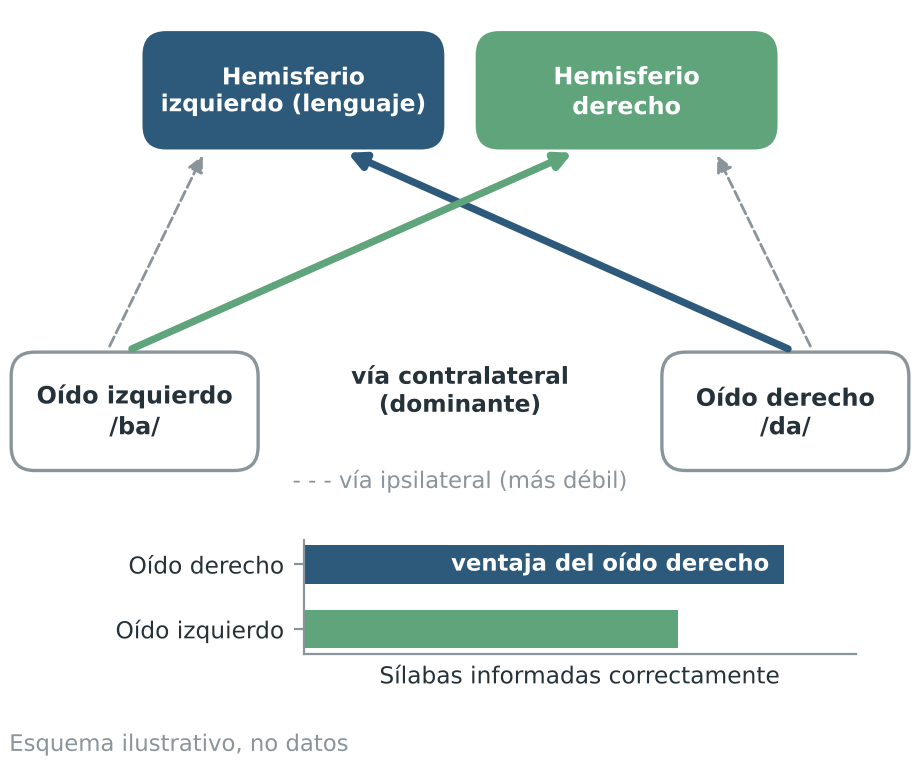 Hemisferio
izquierdo (lenguaje)
Hemisferio
derecho
Oído izquierdo
/ba/
vía contralateral
(dominante)
Oído derecho
/da/
- - - vía ipsilateral (más débil)
Oído derecho
ventaja del oído derecho
Oído izquierdo
Sílabas informadas correctamente
Esquema ilustrativo, no datos